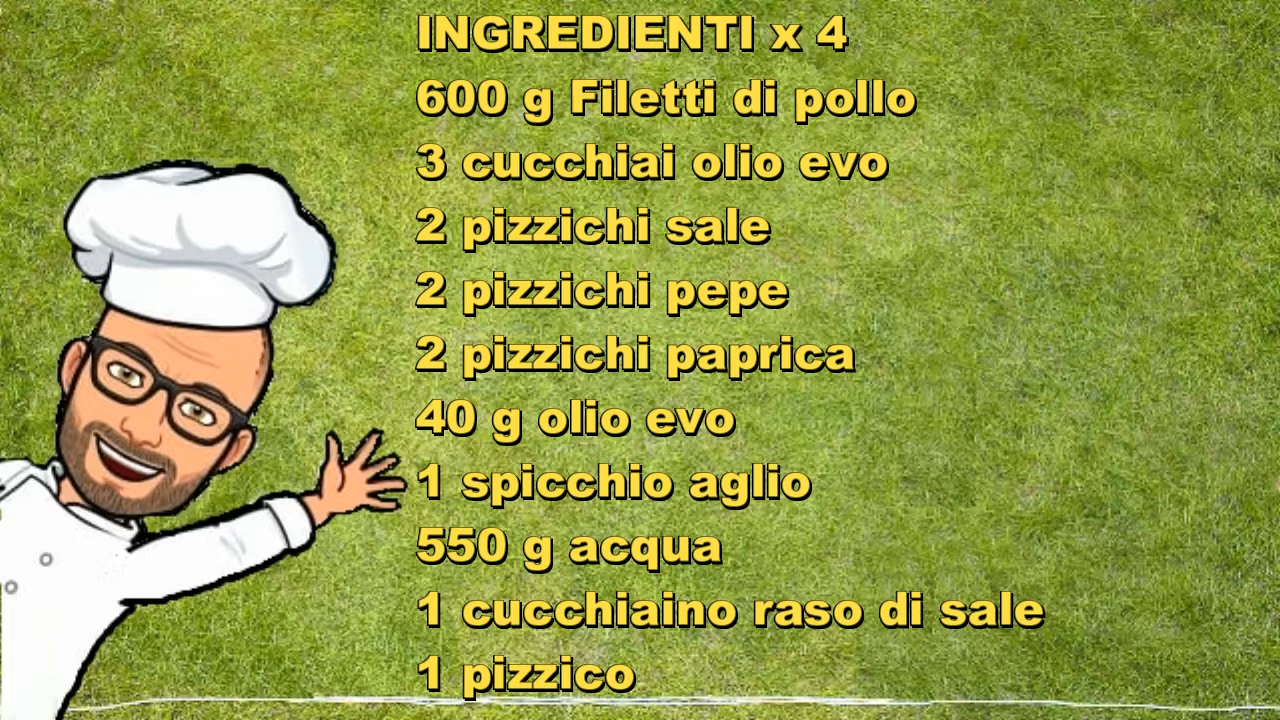 INGREDIENTI x 4
600 g Filetti di pollo
3 cucchiai olio evo
2 pizzichi sale
2 pizzichi pepe
2 pizzichi paprica
40 g olio evo
1 spicchio aglio
550 g acqua
1 cucchiaino raso di sale
1 pizzico